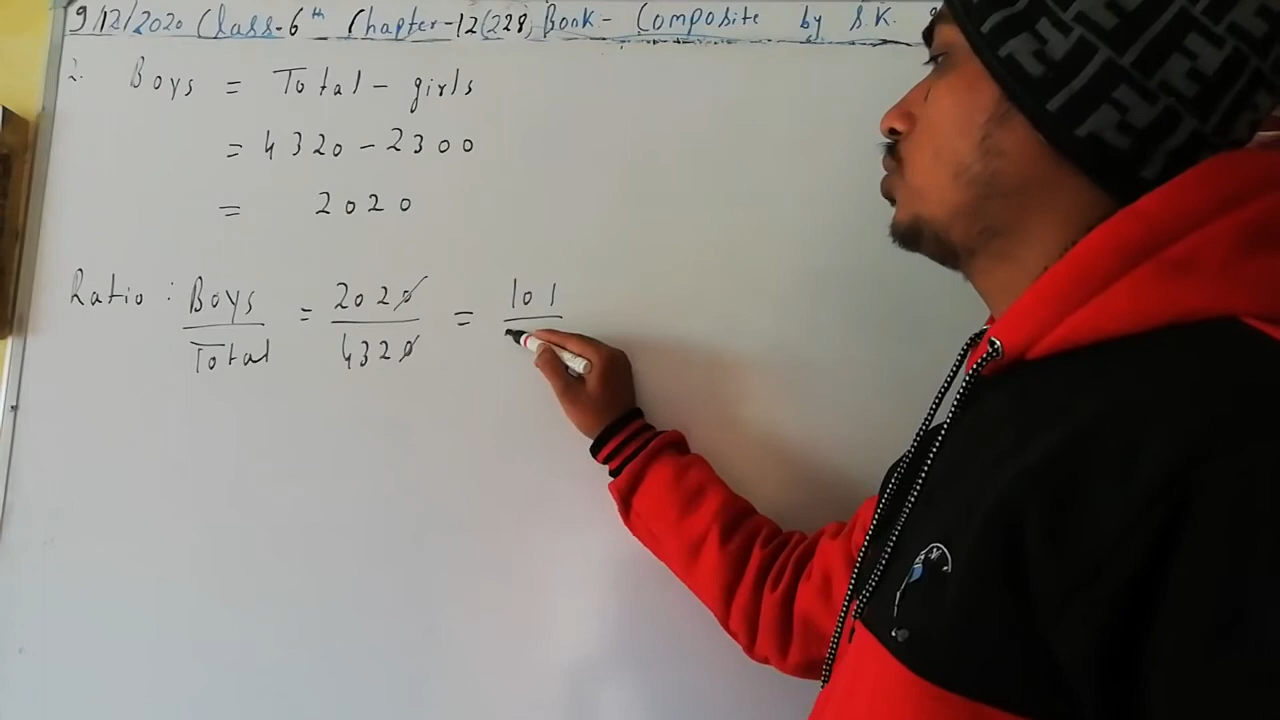 9/12/2020 Class-6th Chapter-12(228) Book- Composite by S.K.
2. Boys = Total - girls
= 4320 - 2300
= 2020
Ratio : Boys / Total = 2020 / 4320 = 101 /